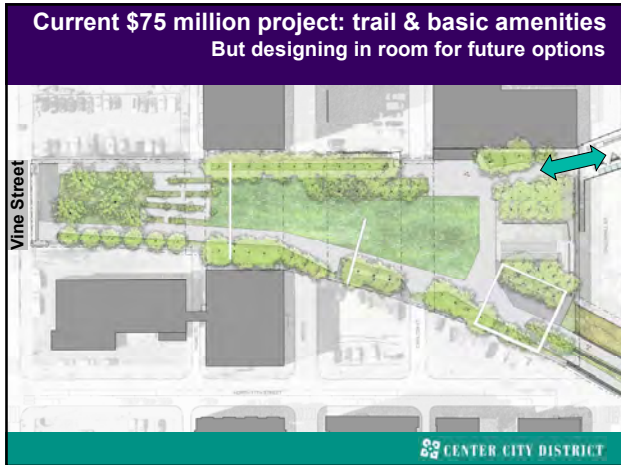 Current $75 million project: trail & basic amenities
But designing in room for future options
Vine Street
CENTER CITY DISTRICT